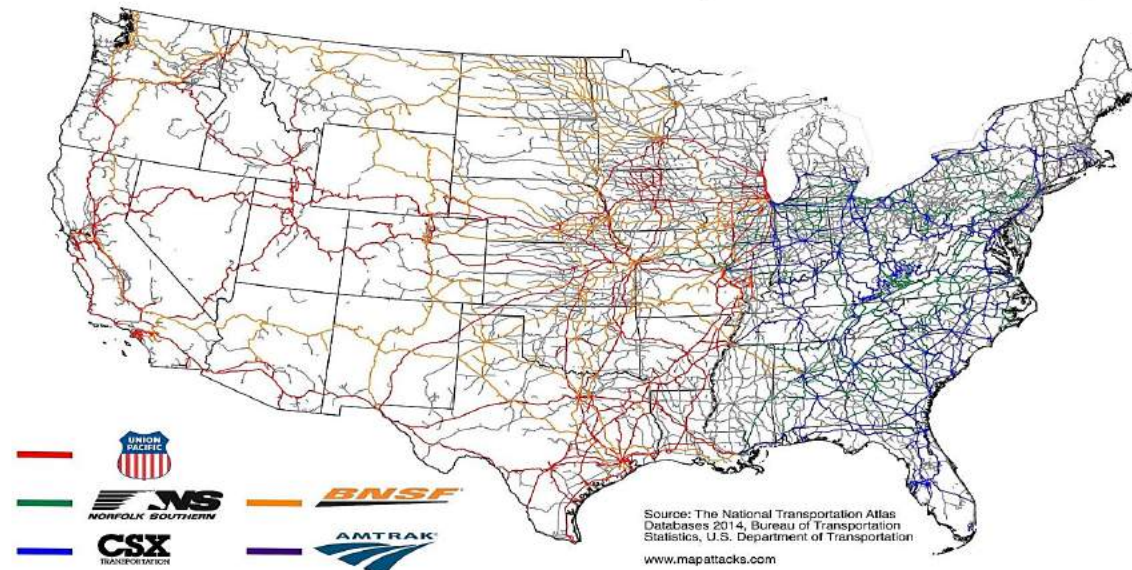 UNION
PACIFIC
NS
NORFOLK SOUTHERN
BNSF
CSX
TRANSPORTATION
AMTRAK
Source: The National Transportation Atlas
Databases 2014, Bureau of Transportation
Statistics, U.S. Department of Transportation
www.mapattacks.com